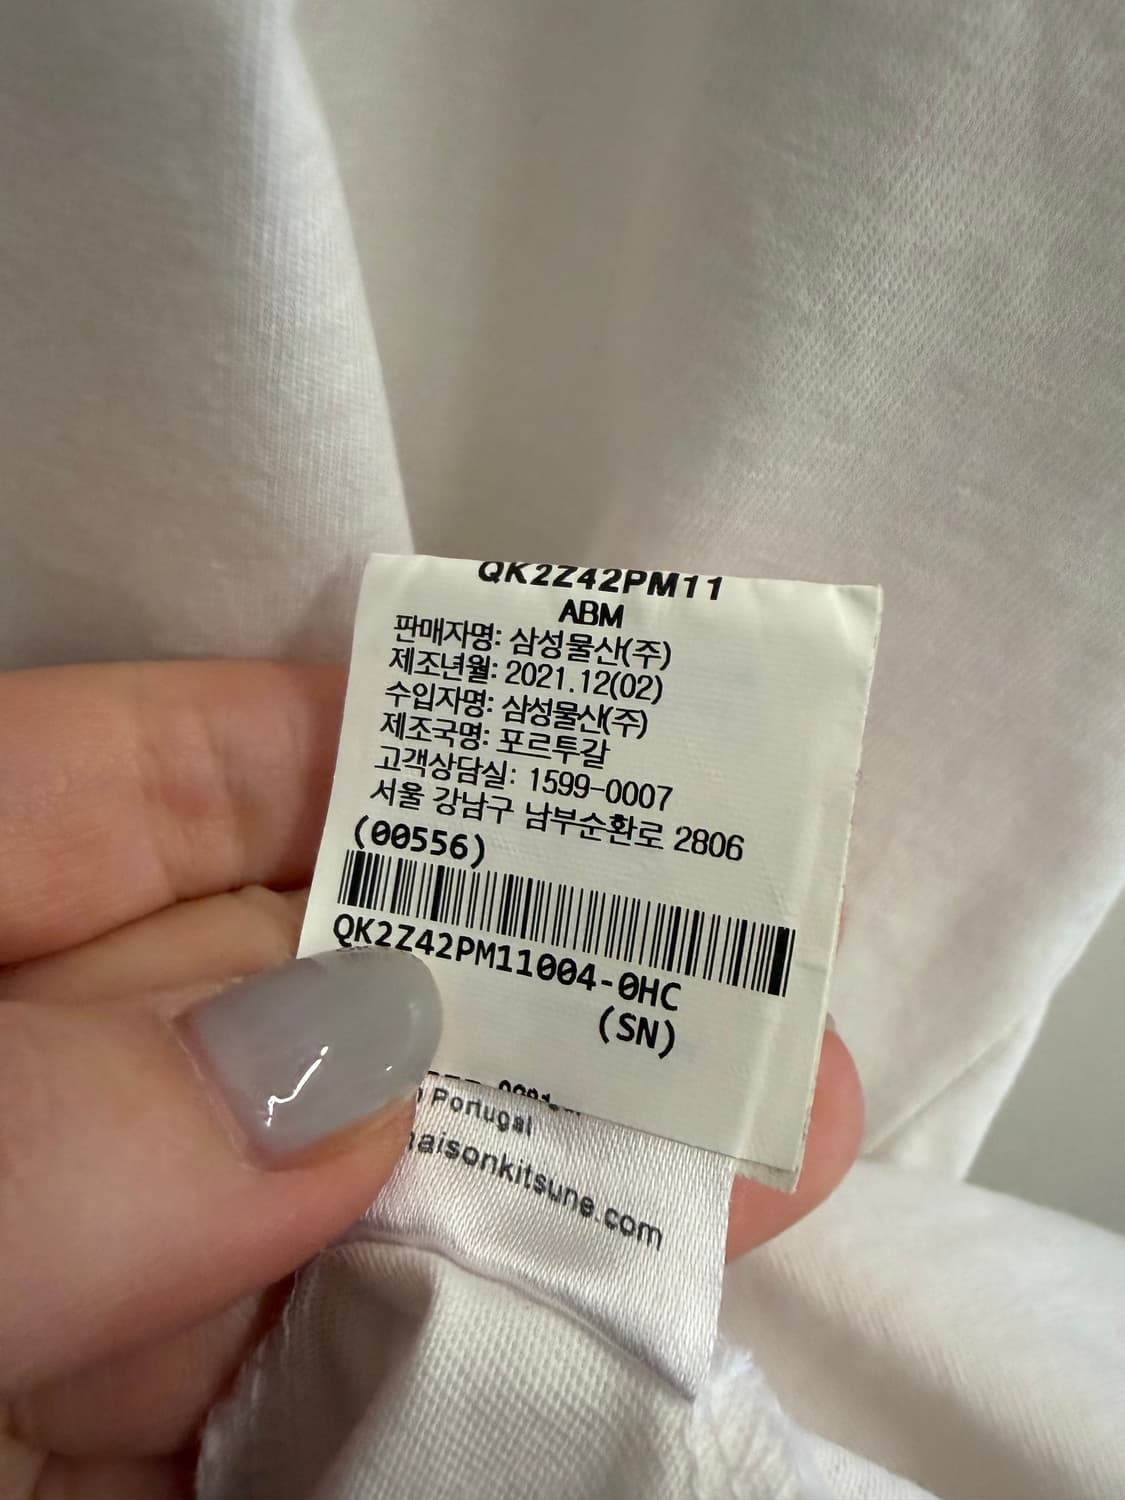 QK2Z42PM11
ABM
판매자명: 삼성물산(주)
제조년월: 2021.12(02)
수입자명: 삼성물산(주)
제조국명: 포르투갈
고객상담실: 1599-0007
서울 강남구 남부순환로 2806
(00556)
QK2Z42PM11004-0HC
(SN)
Portugal
aisonkitsune.com